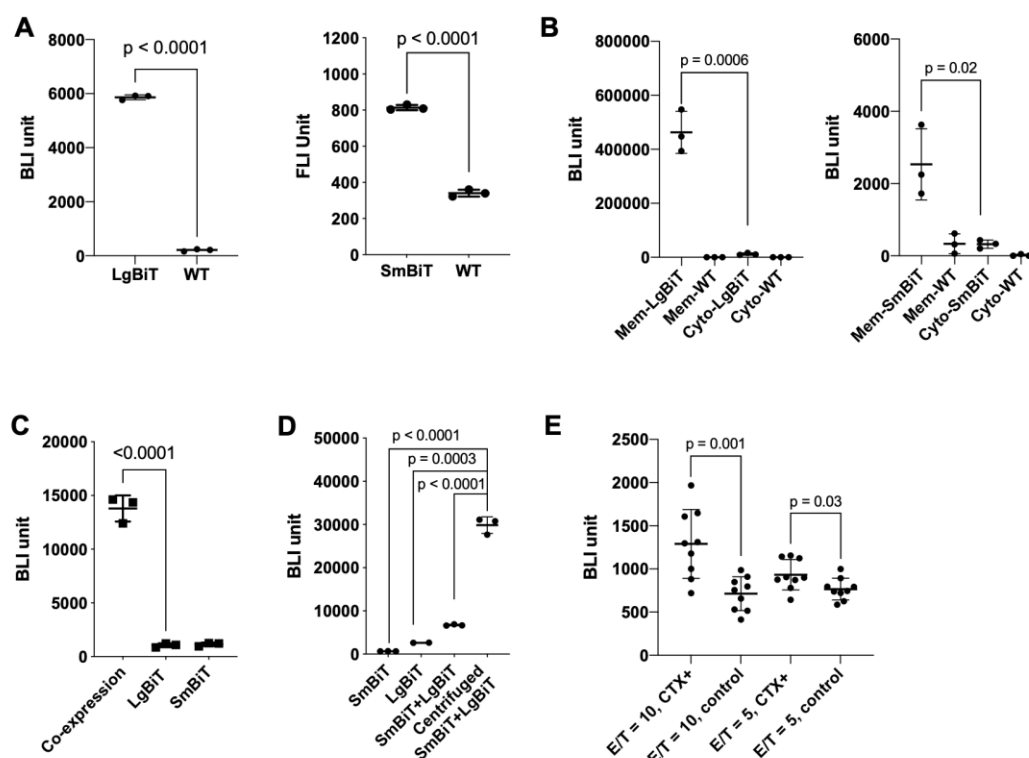 A
BLI unit
8000
6000
4000
2000
0
p < 0.0001
LgBiT
WT
FLI Unit
1200
1000
800
600
400
200
0
p < 0.0001
SmBiT
WT
B
BLI unit
800000
600000
400000
200000
0
p = 0.0006
Mem-LgBiT
Mem-WT
Cyto-LgBiT
Cyto-WT
BLI unit
6000
4000
2000
0
p = 0.02
Mem-SmBiT
Mem-WT
Cyto-SmBiT
Cyto-WT
C
BLI unit
20000
15000
10000
5000
0
<0.0001
Co-expression
LgBiT
SmBiT
D
BLI unit
50000
40000
30000
20000
10000
0
p < 0.0001
p = 0.0003
p < 0.0001
SmBiT
LgBiT
SmBiT+LgBiT
Centrifuged
SmBiT+LgBiT
E
BLI unit
2500
2000
1500
1000
500
0
p = 0.001
p = 0.03
E/T = 10, CTX+
E/T = 10, control
E/T = 5, CTX+
E/T = 5, control